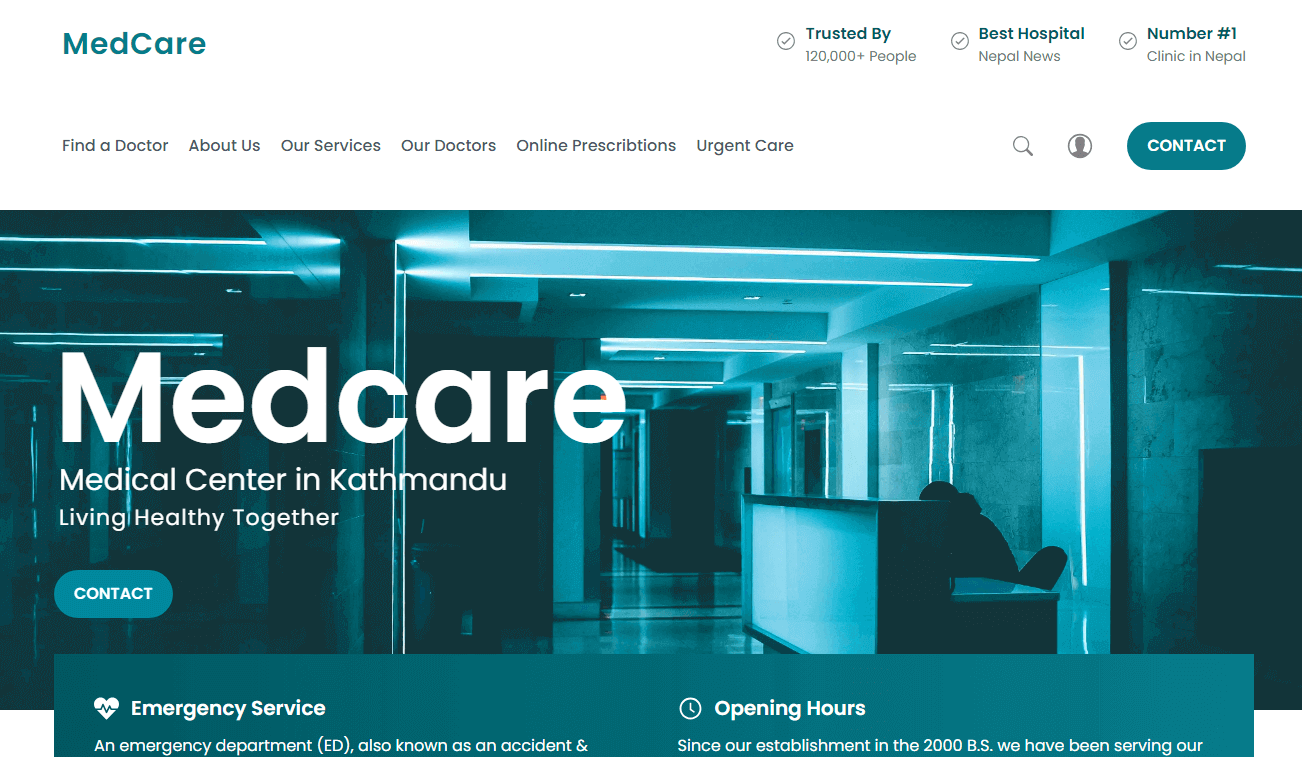 MedCare
Trusted By
120,000+ People
Best Hospital
Nepal News
Number #1
Clinic in Nepal
Find a Doctor About Us Our Services Our Doctors Online Prescribtions Urgent Care
CONTACT
Medcare
Medical Center in Kathmandu
Living Healthy Together
CONTACT
Emergency Service
An emergency department (ED), also known as an accident &
Opening Hours
Since our establishment in the 2000 B.S. we have been serving our